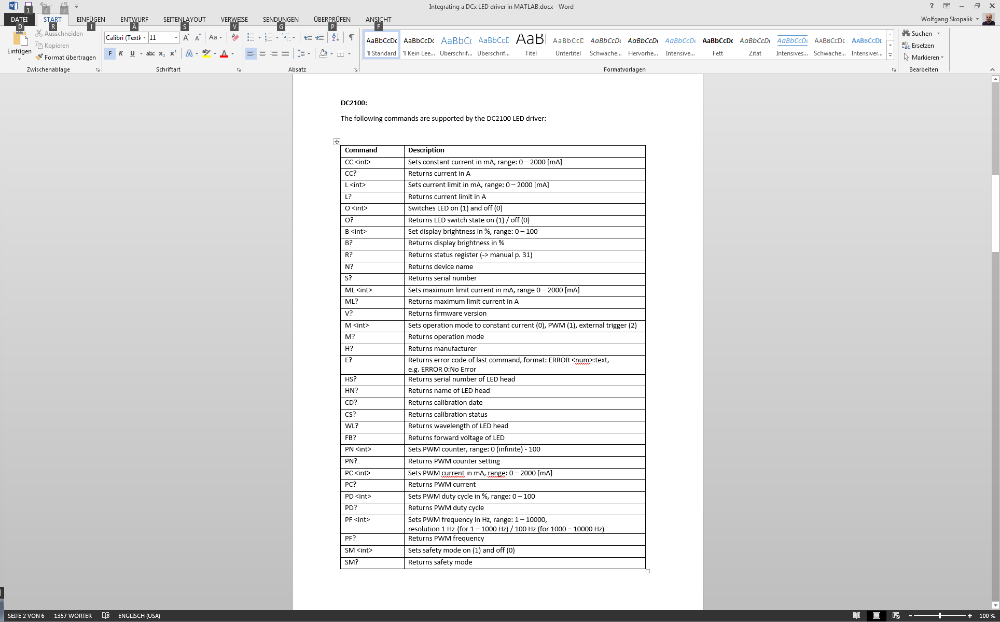 Integrating a DCx LED driver in MATLAB.docx - Word
1 2 3
DATEI START EINFÜGEN ENTWURF SEITENLAYOUT VERWEISE SENDUNGEN ÜBERPRÜFEN ANSICHT
Wolfgang Skopalik
D R I Ä S V G P F
Einfügen
Ausschneiden
Kopieren
Format übertragen
Zwischenablage
Calibri (Textk 11
F K U abc x₂ x²
Schriftart
Absatz
AaBbCcDc AaBbCcDc AaBbC( AaBbCcE AaBl AaBbCcD AaBbCcDc AaBbCcDc AaBbCcDc AaBbCcDc AaBbCcDc AaBbCcDc AABBCCDE AABBCCDE
¶ Standard ¶ Kein Lee... Überschrif... Überschrif... Titel Untertitel Schwache... Hervorhe... Intensive... Fett Zitat Intensives... Schwache... Intensiver...
Formatvorlagen
Suchen
Ersetzen
Markieren
Bearbeiten
DC2100:
The following commands are supported by the DC2100 LED driver:
Command Description
CC <int> Sets constant current in mA, range: 0 – 2000 [mA]
CC? Returns current in A
L <int> Sets current limit in mA, range: 0 – 2000 [mA]
L? Returns current limit in A
O <int> Switches LED on (1) and off (0)
O? Returns LED switch state on (1) / off (0)
B <int> Set display brightness in %, range: 0 – 100
B? Returns display brightness in %
R? Returns status register (-> manual p. 31)
N? Returns device name
S? Returns serial number
ML <int> Sets maximum limit current in mA, range 0 – 2000 [mA]
ML? Returns maximum limit current in A
V? Returns firmware version
M <int> Sets operation mode to constant current (0), PWM (1), external trigger (2)
M? Returns operation mode
H? Returns manufacturer
E? Returns error code of last command, format: ERROR <num>:text,
e.g. ERROR 0:No Error
HS? Returns serial number of LED head
HN? Returns name of LED head
CD? Returns calibration date
CS? Returns calibration status
WL? Returns wavelength of LED head
FB? Returns forward voltage of LED
PN <int> Sets PWM counter, range: 0 (infinite) - 100
PN? Returns PWM counter setting
PC <int> Sets PWM current in mA, range: 0 – 2000 [mA]
PC? Returns PWM current
PD <int> Sets PWM duty cycle in %, range: 0 – 100
PD? Returns PWM duty cycle
PF <int> Sets PWM frequency in Hz, range: 1 – 10000,
resolution 1 Hz (for 1 – 1000 Hz) / 100 Hz (for 1000 – 10000 Hz)
PF? Returns PWM frequency
SM <int> Sets safety mode on (1) and off (0)
SM? Returns safety mode
SEITE 2 VON 6 1357 WÖRTER ENGLISCH (USA)
100 %